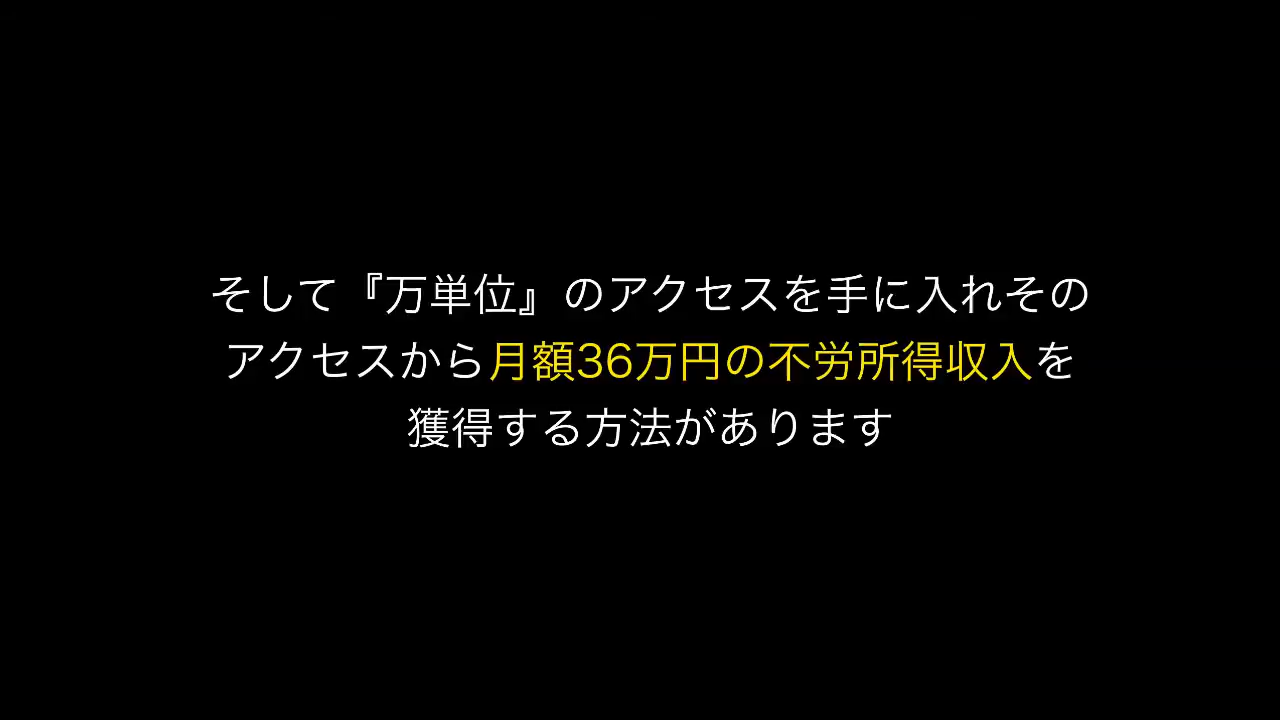 そして『万単位』のアクセスを手に入れその
アクセスから月額36万円の不労所得収入を
獲得する方法があります